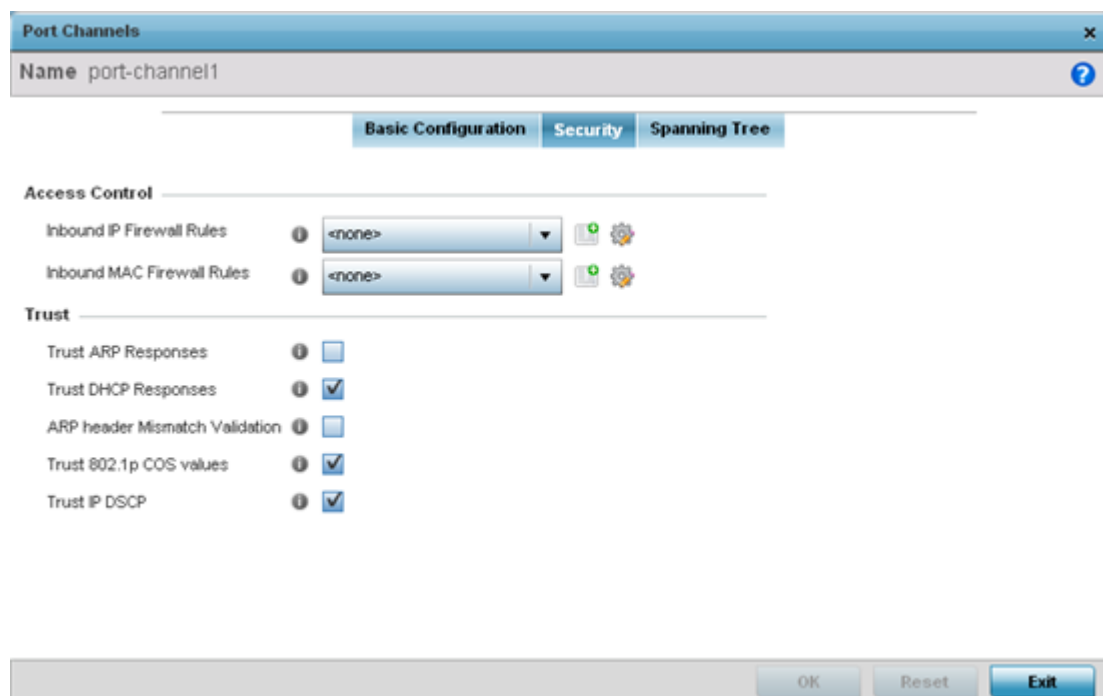 Port Channels
Name port-channel1
Basic Configuration Security Spanning Tree
Access Control
Inbound IP Firewall Rules <none>
Inbound MAC Firewall Rules <none>
Trust
Trust ARP Responses
Trust DHCP Responses
ARP header Mismatch Validation
Trust 802.1p COS values
Trust IP DSCP
OK Reset Exit